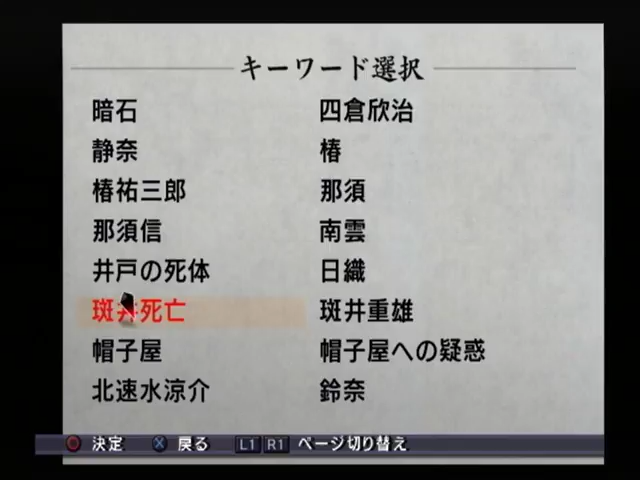 キーワード選択
暗石 四倉欣治
静奈 椿
椿祐三郎 那須
那須信 南雲
井戸の死体 日織
斑井死亡 斑井重雄
帽子屋 帽子屋への疑惑
北速水涼介 鈴奈
決定 戻る L1 R1 ページ切り替え